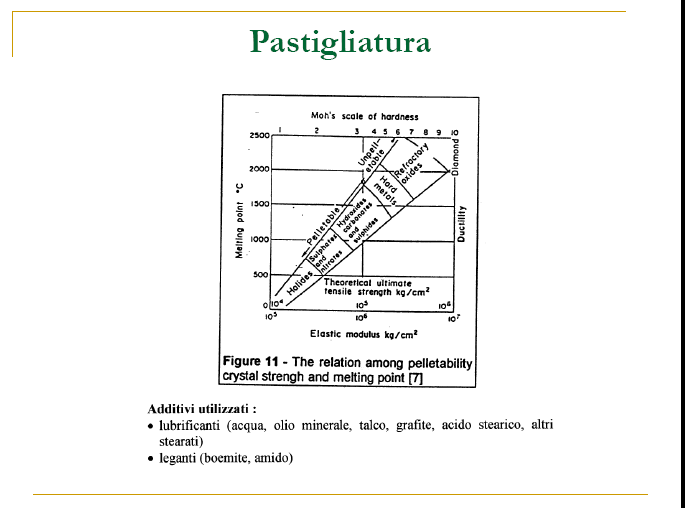 Pastigliatura
Moh's scale of hardness
1 2 3 4 5 6 7 8 9 10
2500
2000
1500
1000
500
0
Melting point °C
Unpell-
etable
Pelletable
Refractory
oxides
Hard
metals
Hydroxides
carbonates
and
sulphides
Sulphates
and
nitrates
Halides
Diamond
Ductility
Theoretical ultimate
tensile strength kg/cm²
10⁴ 10⁵ 10⁶
10⁵ 10⁶ 10⁷
Elastic modulus kg/cm²
Figure 11 - The relation among pelletability
crystal strengh and melting point [7]
Additivi utilizzati :
• lubrificanti (acqua, olio minerale, talco, grafite, acido stearico, altri
stearati)
• leganti (boemite, amido)